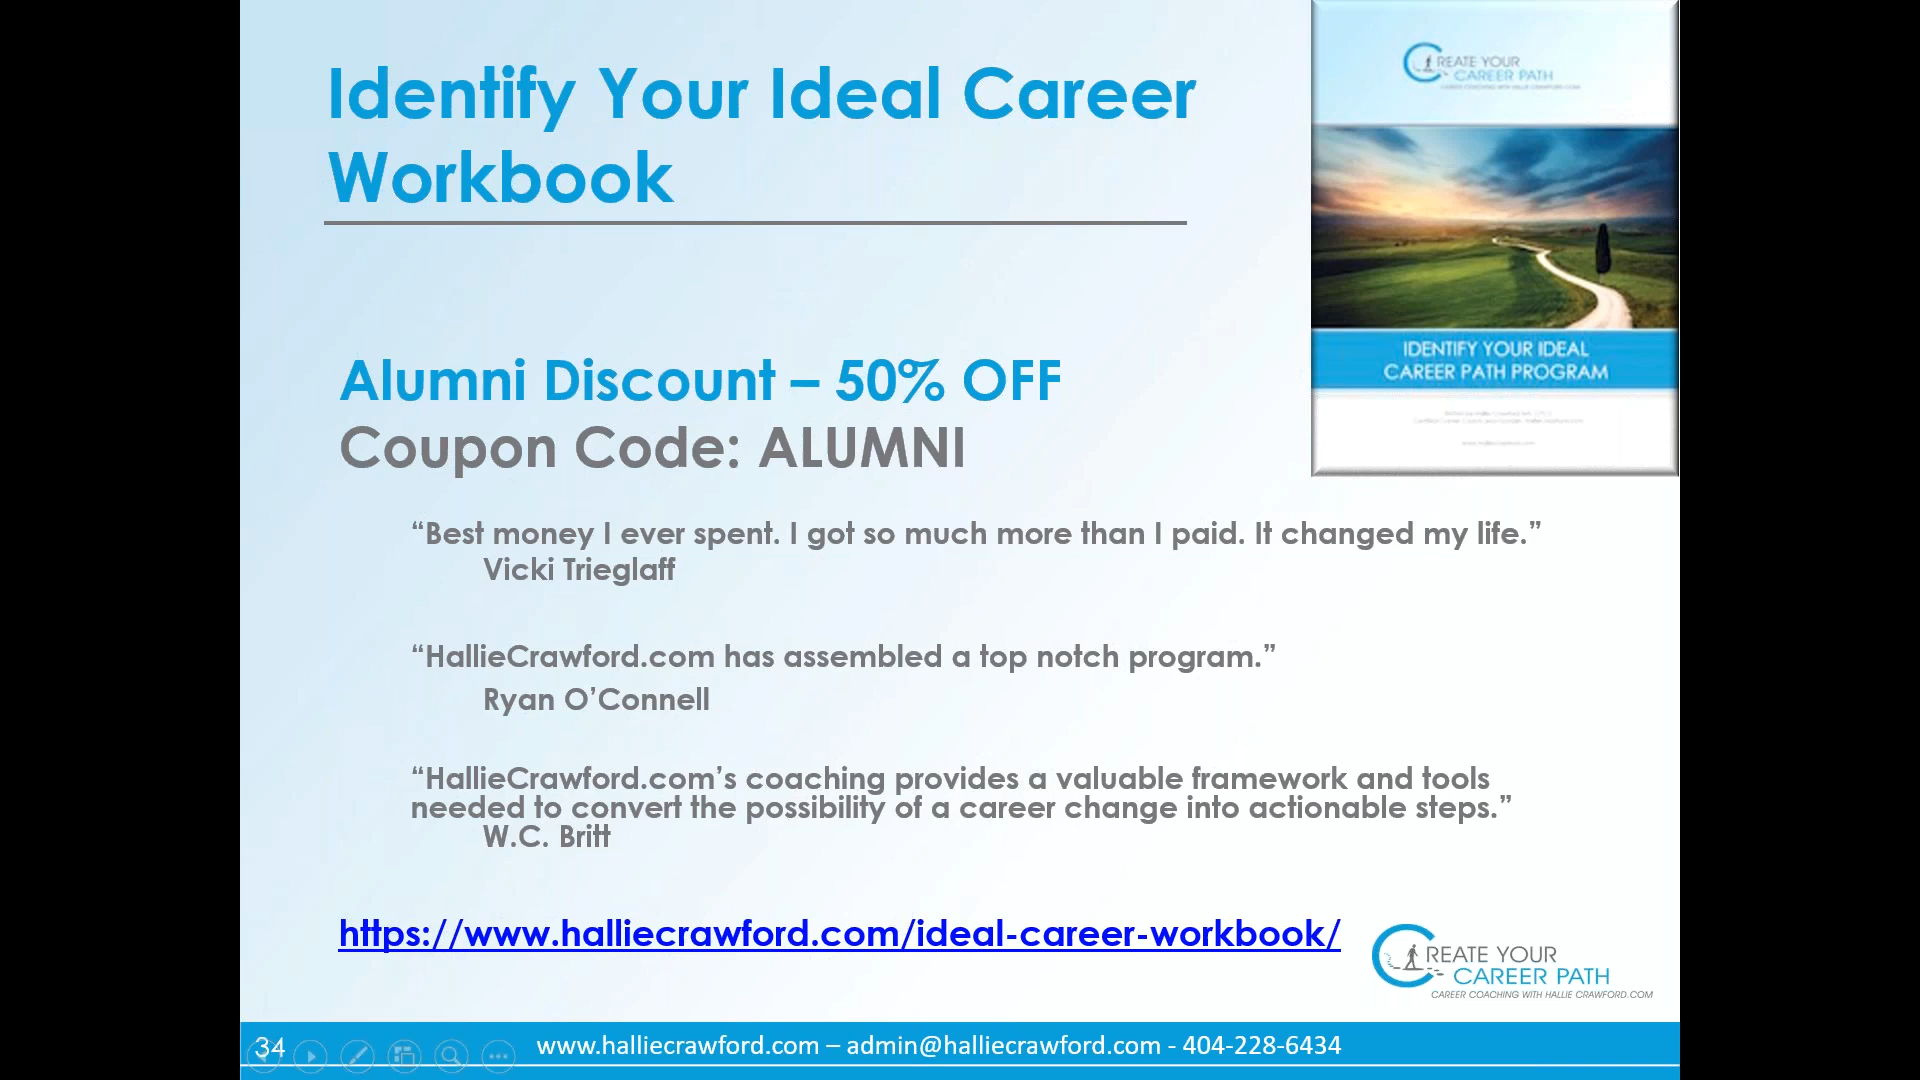 Identify Your Ideal Career
Workbook
CREATE YOUR
CAREER PATH
IDENTIFY YOUR IDEAL
CAREER PATH PROGRAM
Alumni Discount – 50% OFF
Coupon Code: ALUMNI
“Best money I ever spent. I got so much more than I paid. It changed my life.”
Vicki Trieglaff
“HallieCrawford.com has assembled a top notch program.”
Ryan O’Connell
“HallieCrawford.com’s coaching provides a valuable framework and tools
needed to convert the possibility of a career change into actionable steps.”
W.C. Britt
https://www.halliecrawford.com/ideal-career-workbook/
CREATE YOUR
CAREER PATH
CAREER COACHING WITH HALLIE CRAWFORD.COM
34
www.halliecrawford.com – admin@halliecrawford.com - 404-228-6434